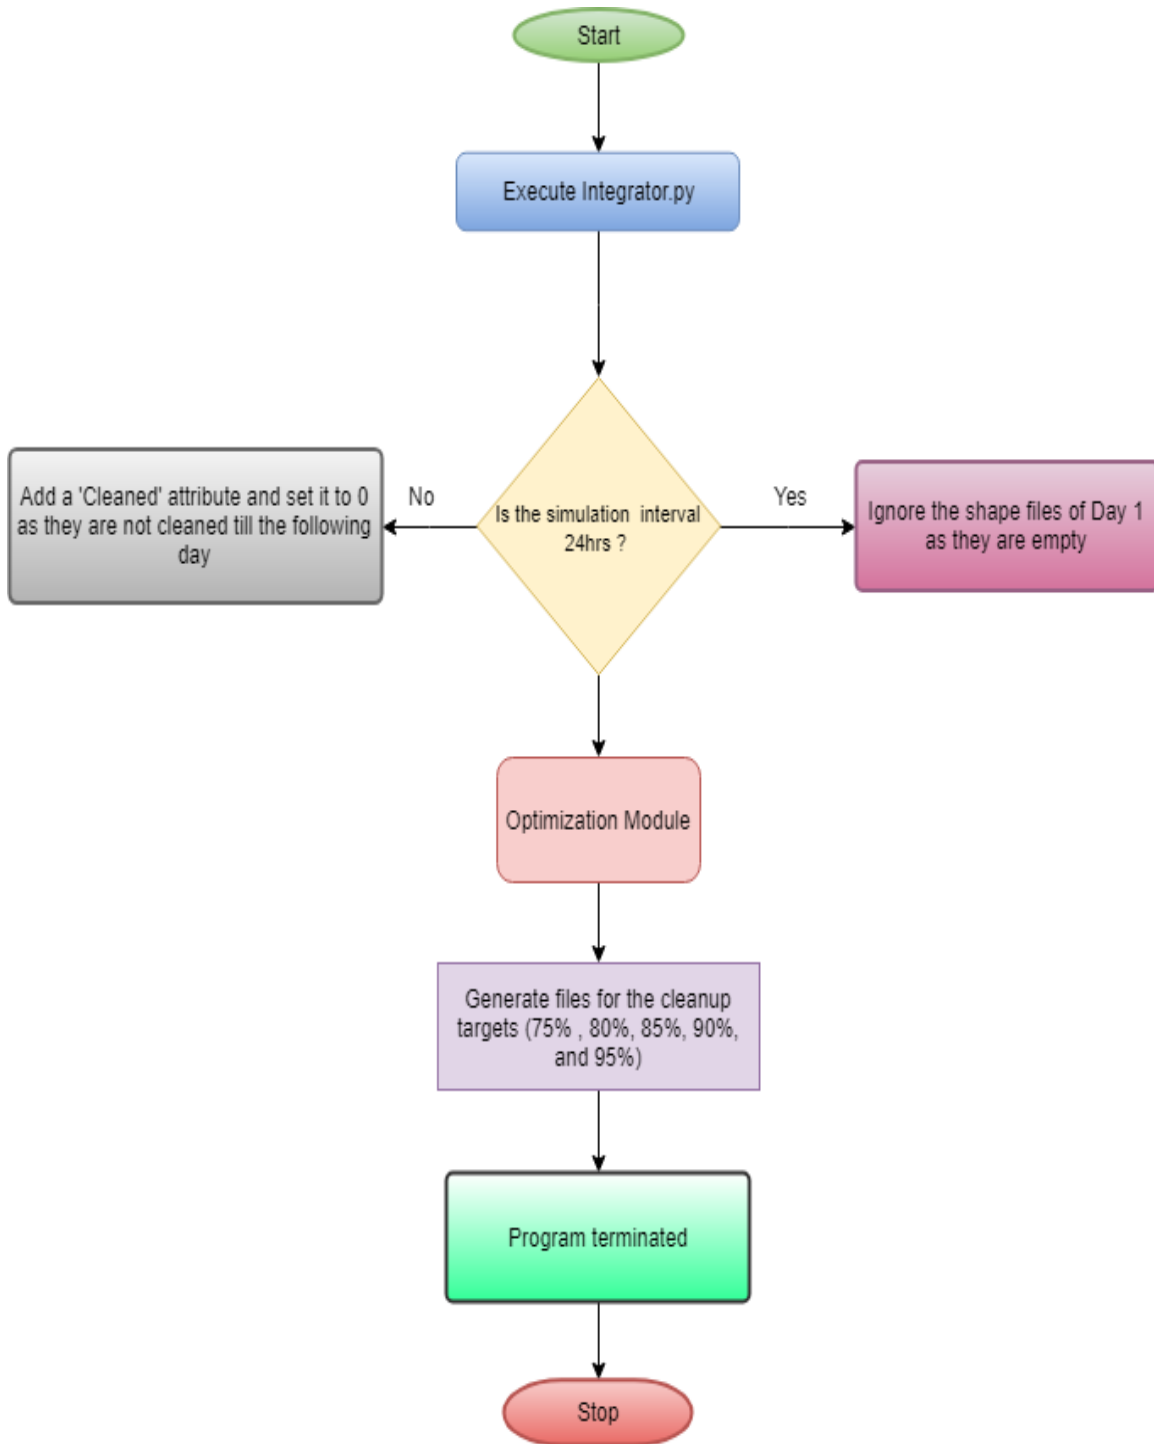 Start
Execute Integrator.py
Add a 'Cleaned' attribute and set it to 0
as they are not cleaned till the following
day
No
Is the simulation interval
24hrs ?
Yes
Ignore the shape files of Day 1
as they are empty
Optimization Module
Generate files for the cleanup
targets (75% , 80%, 85%, 90%,
and 95%)
Program terminated
Stop